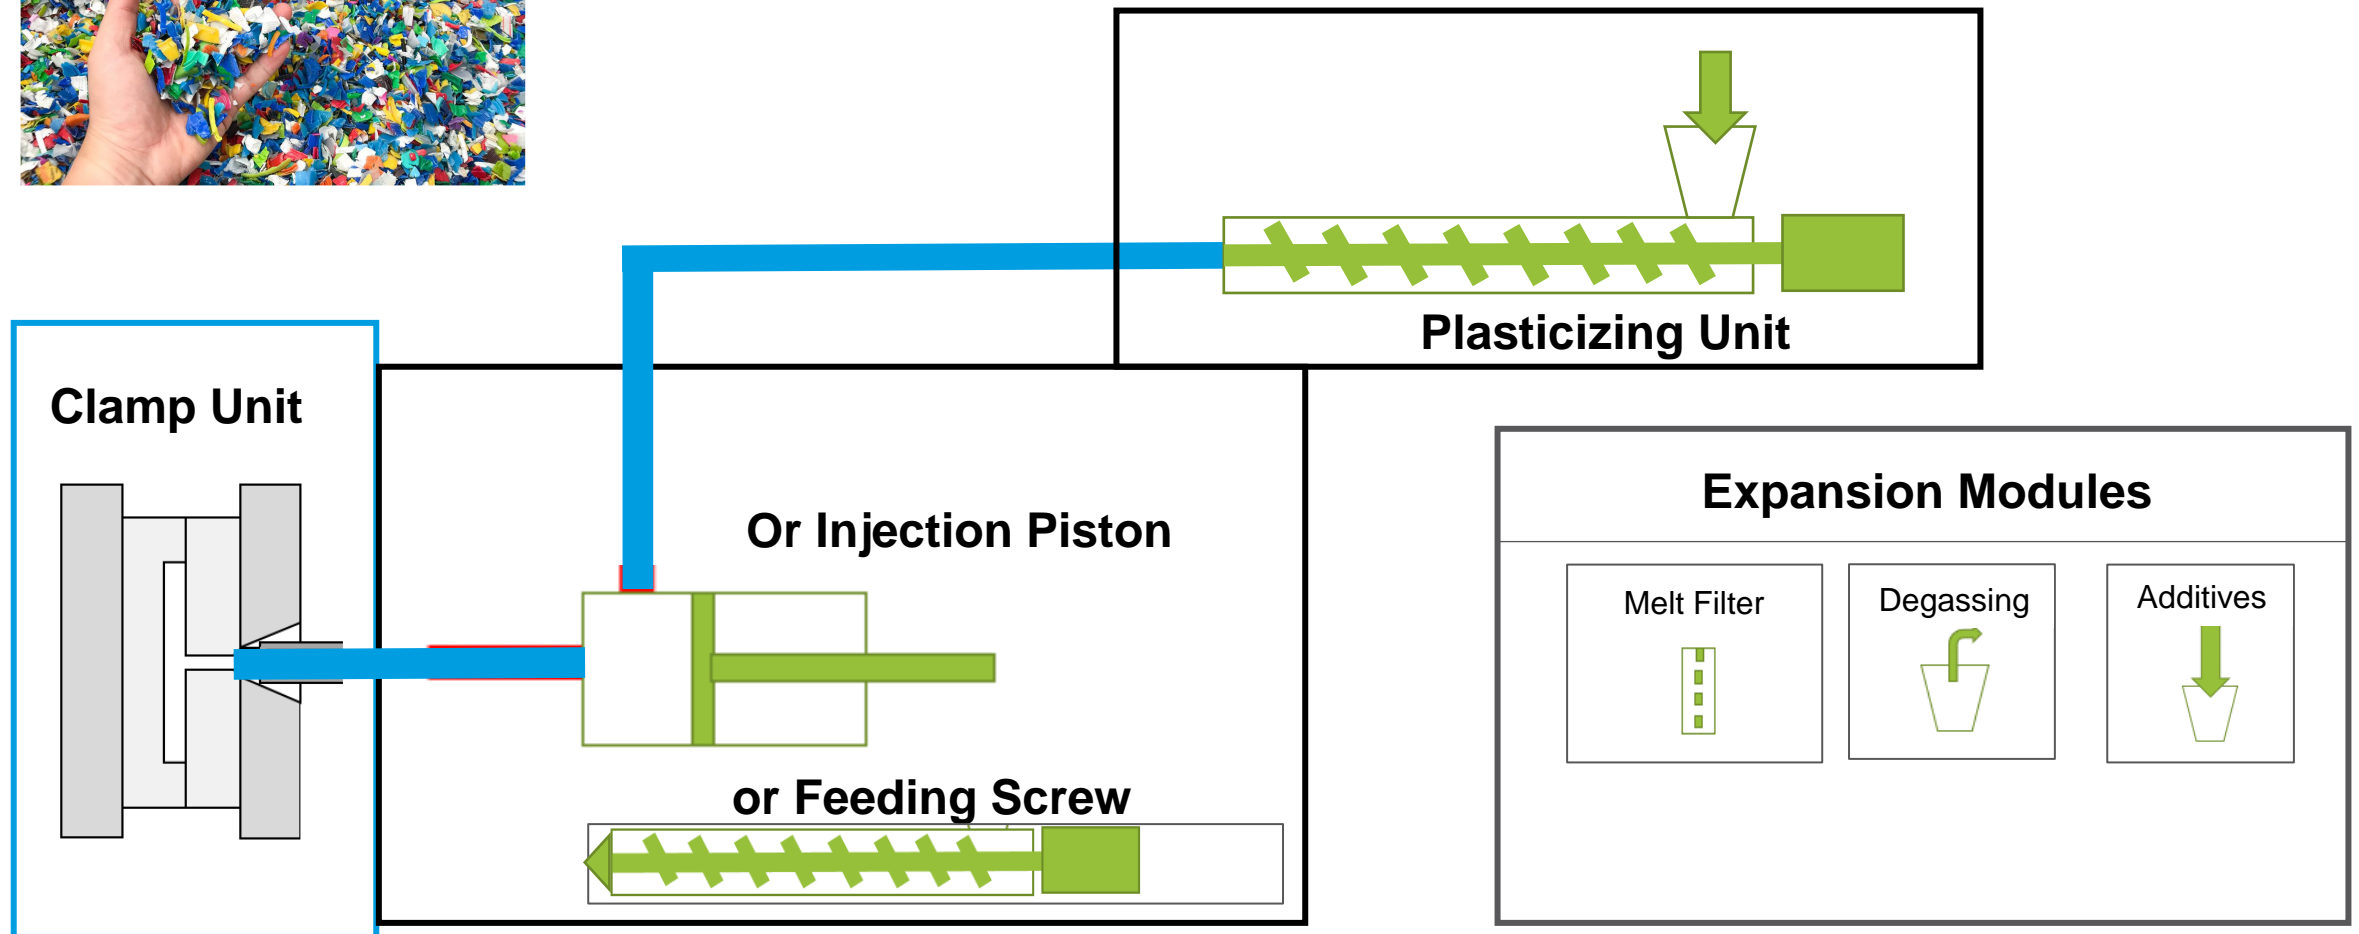 Plasticizing Unit
Clamp Unit
Or Injection Piston
or Feeding Screw
Expansion Modules
Melt Filter
Degassing
Additives